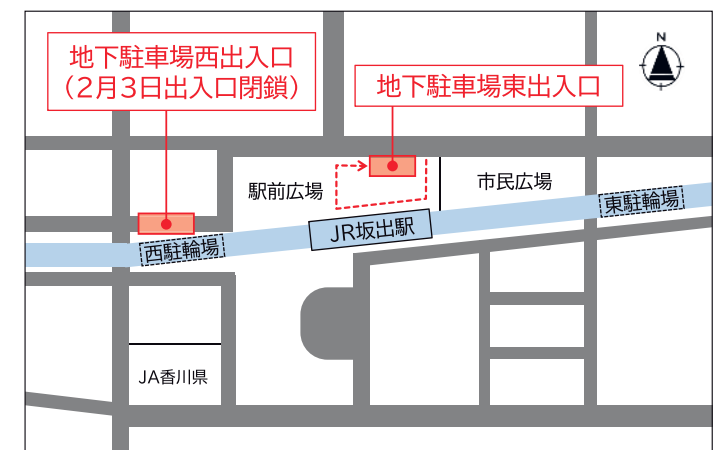 地下駐車場西出入口
（2月3日出入口閉鎖）
地下駐車場東出入口
N
駅前広場
市民広場
東駐輪場
JR坂出駅
西駐輪場
JA香川県